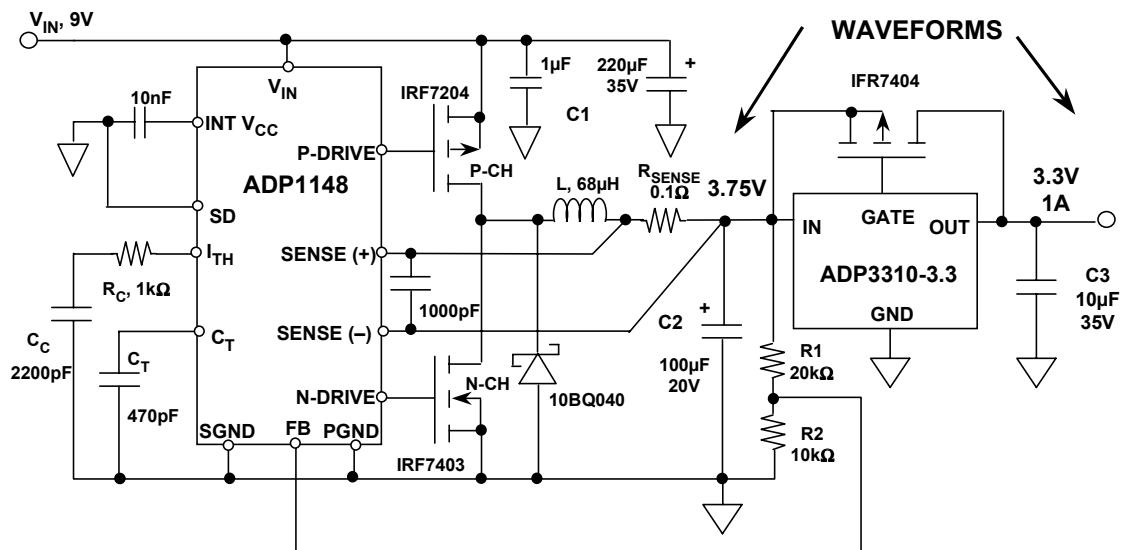 V_IN, 9V
WAVEFORMS
10nF
V_IN
INT V_CC
P-DRIVE
ADP1148
SD
I_TH
SENSE (+)
R_C, 1kΩ
SENSE (–)
C_T
N-DRIVE
SGND
FB
PGND
C_C
2200pF
C_T
470pF
IRF7204
P-CH
1µF
C1
220µF
35V
+
L, 68µH
R_SENSE
0.1Ω
3.75V
1000pF
N-CH
IRF7403
10BQ040
+
C2
100µF
20V
IFR7404
IN
GATE
OUT
ADP3310-3.3
GND
3.3V
1A
C3
10µF
35V
R1
20kΩ
R2
10kΩ